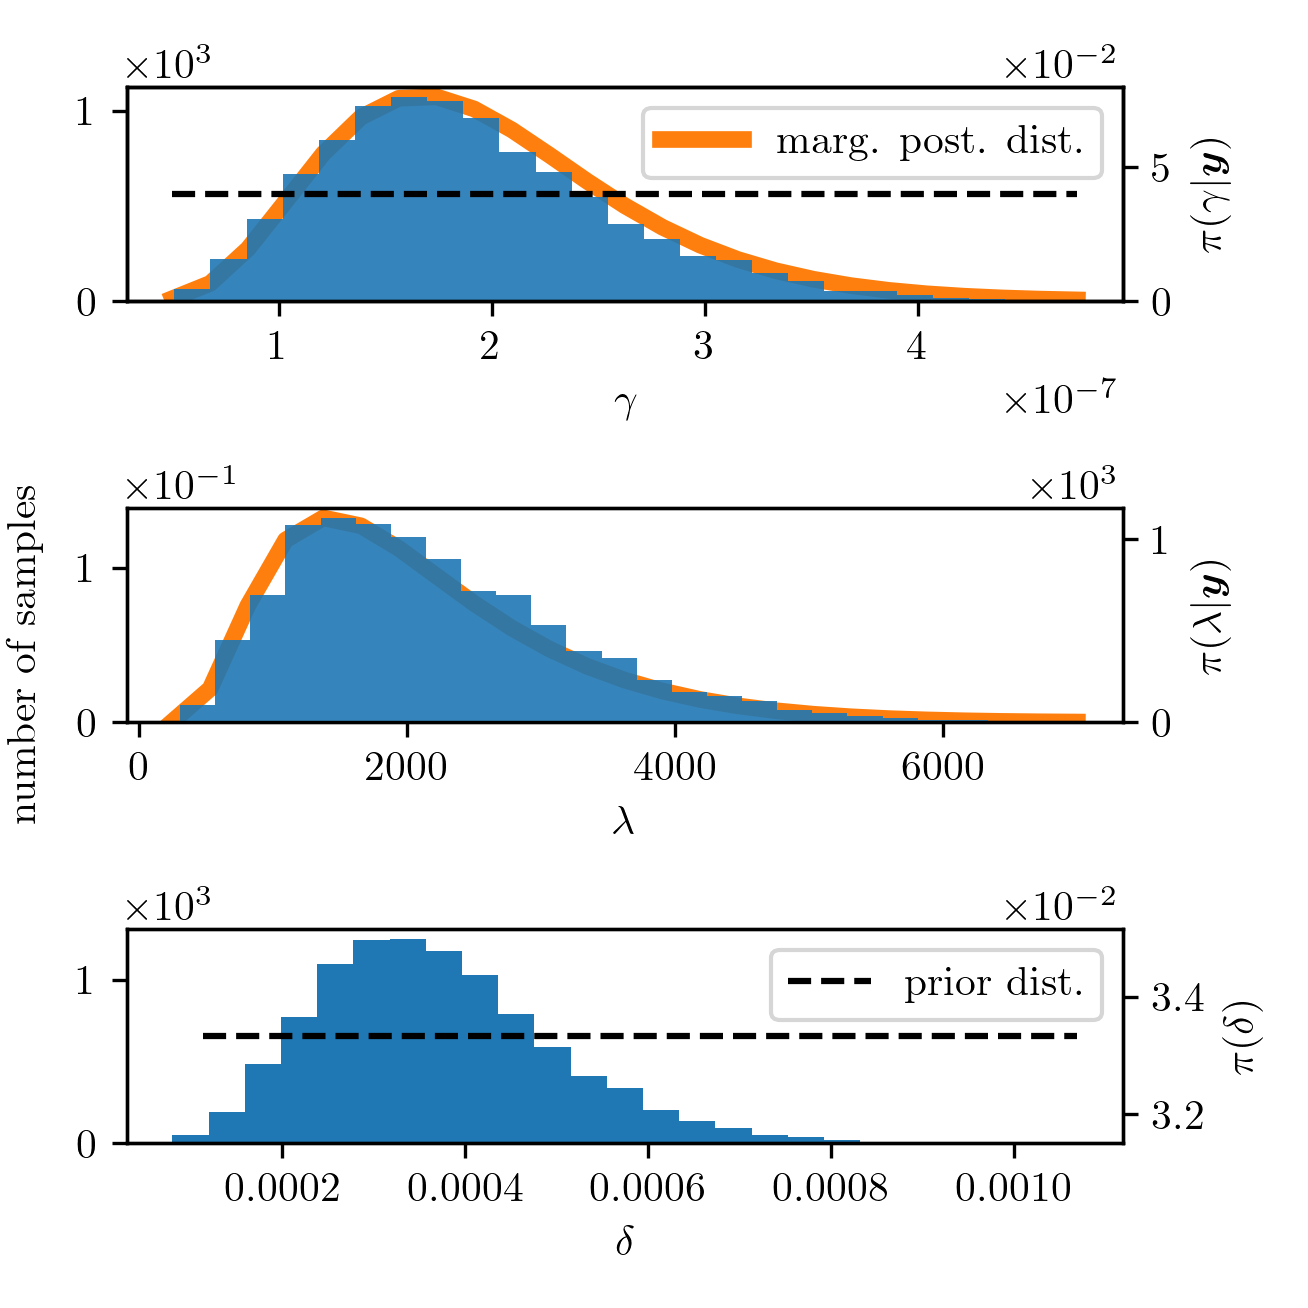 ×10³ ×10⁻²
1
marg. post. dist.
5
0 0
π(γ|y)
1 2 3 4
γ ×10⁻⁷
×10⁻¹ ×10³
1 1
0 0
π(λ|y)
number of samples
0 2000 4000 6000
λ
×10³ ×10⁻²
1
prior dist.
3.4
3.2
0
π(δ)
0.0002 0.0004 0.0006 0.0008 0.0010
δ